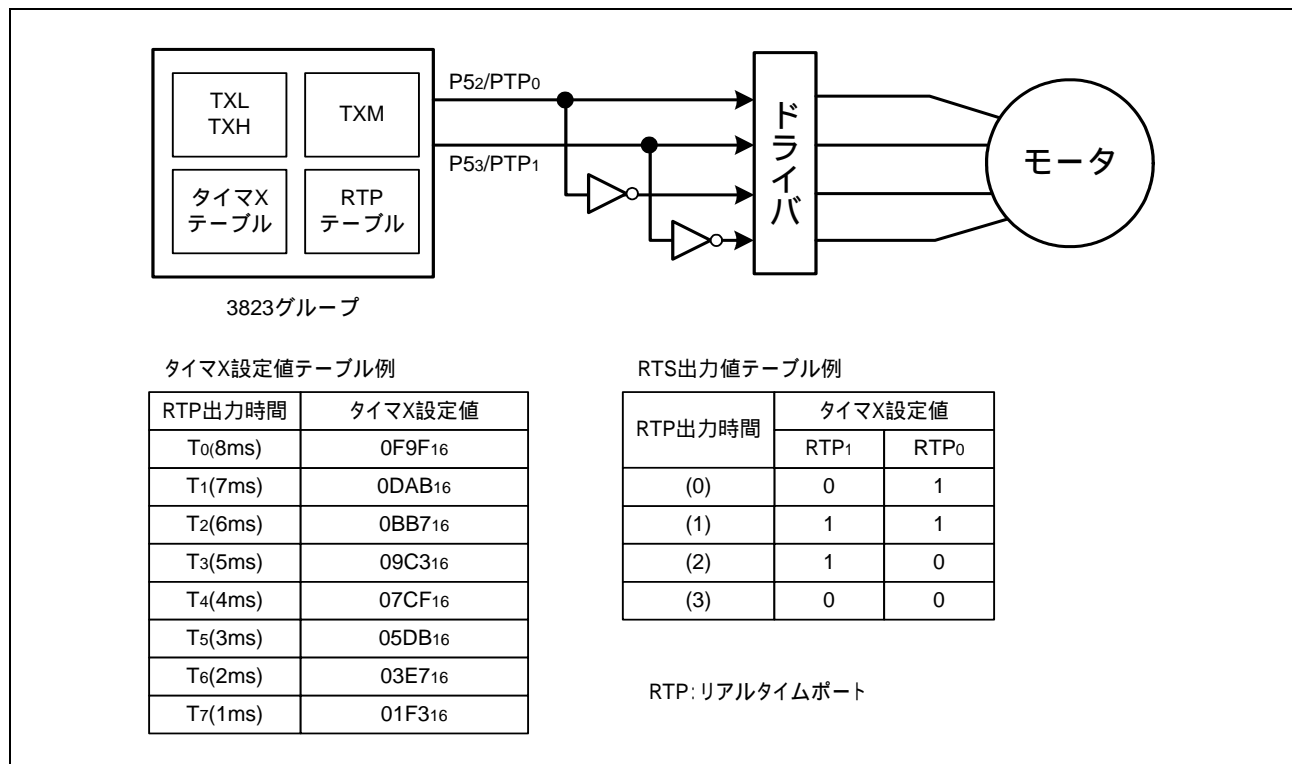 TXL
TXH
TXM
タイマX
テーブル
RTP
テーブル
3823グループ
P52/PTP0
P53/PTP1
ドライバ
モータ
タイマX設定値テーブル例
RTP出力時間 タイマX設定値
T0(8ms) 0F9F16
T1(7ms) 0DAB16
T2(6ms) 0BB716
T3(5ms) 09C316
T4(4ms) 07CF16
T5(3ms) 05DB16
T6(2ms) 03E716
T7(1ms) 01F316
RTS出力値テーブル例
RTP出力時間 タイマX設定値
RTP1 RTP0
(0) 0 1
(1) 1 1
(2) 1 0
(3) 0 0
RTP:リアルタイムポート